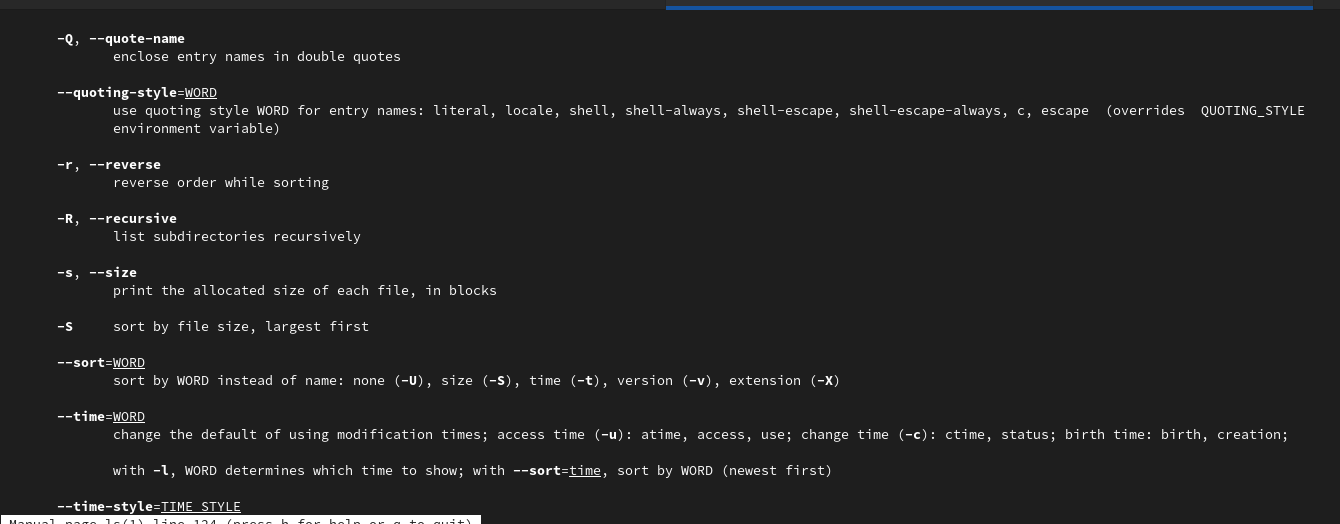 -Q, --quote-name
enclose entry names in double quotes
--quoting-style=WORD
use quoting style WORD for entry names: literal, locale, shell, shell-always, shell-escape, shell-escape-always, c, escape  (overrides  QUOTING_STYLE
environment variable)
-r, --reverse
reverse order while sorting
-R, --recursive
list subdirectories recursively
-s, --size
print the allocated size of each file, in blocks
-S     sort by file size, largest first
--sort=WORD
sort by WORD instead of name: none (-U), size (-S), time (-t), version (-v), extension (-X)
--time=WORD
change the default of using modification times; access time (-u): atime, access, use; change time (-c): ctime, status; birth time: birth, creation;
with -l, WORD determines which time to show; with --sort=time, sort by WORD (newest first)
--time-style=TIME_STYLE
Manual page ls(1) line 124 (press h for help or q to quit)